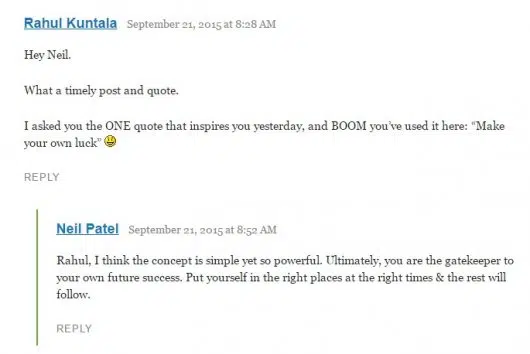 Rahul Kuntala September 21, 2015 at 8:28 AM
Hey Neil.
What a timely post and quote.
I asked you the ONE quote that inspires you yesterday, and BOOM you've used it here: "Make
your own luck" 😀
REPLY
Neil Patel September 21, 2015 at 8:52 AM
Rahul, I think the concept is simple yet so powerful. Ultimately, you are the gatekeeper to
your own future success. Put yourself in the right places at the right times & the rest will
follow.
REPLY